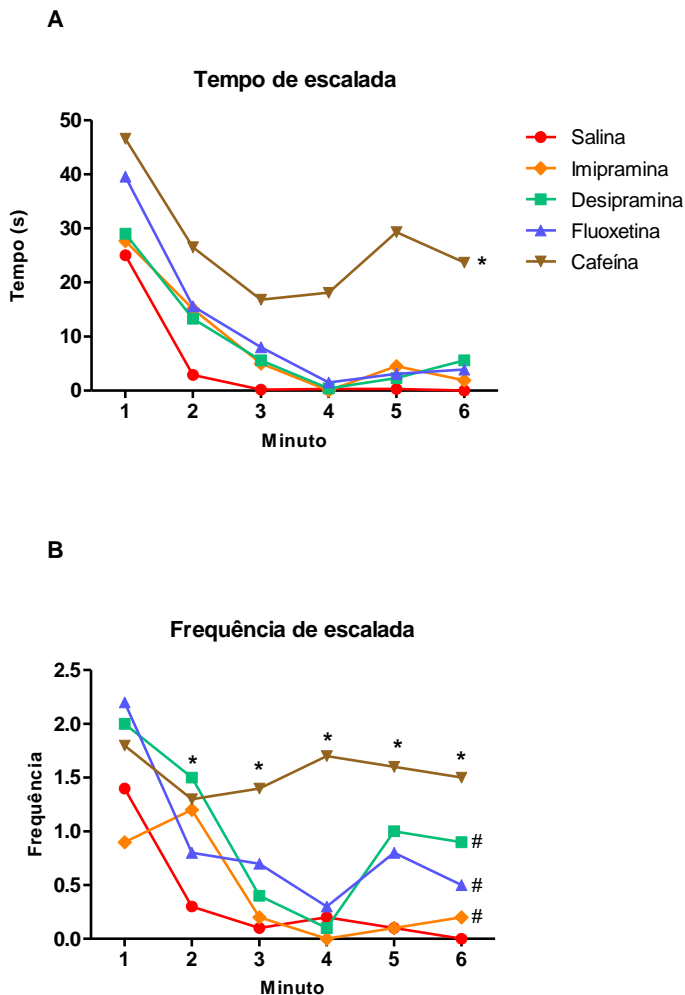 A
Tempo de escalada
50
40
30
20
10
0
Tempo (s)
1 2 3 4 5 6
Minuto
*
Salina
Imipramina
Desipramina
Fluoxetina
Cafeína
B
Frequência de escalada
2.5
2.0
1.5
1.0
0.5
0.0
Frequência
* * * * *
#
#
#
1 2 3 4 5 6
Minuto